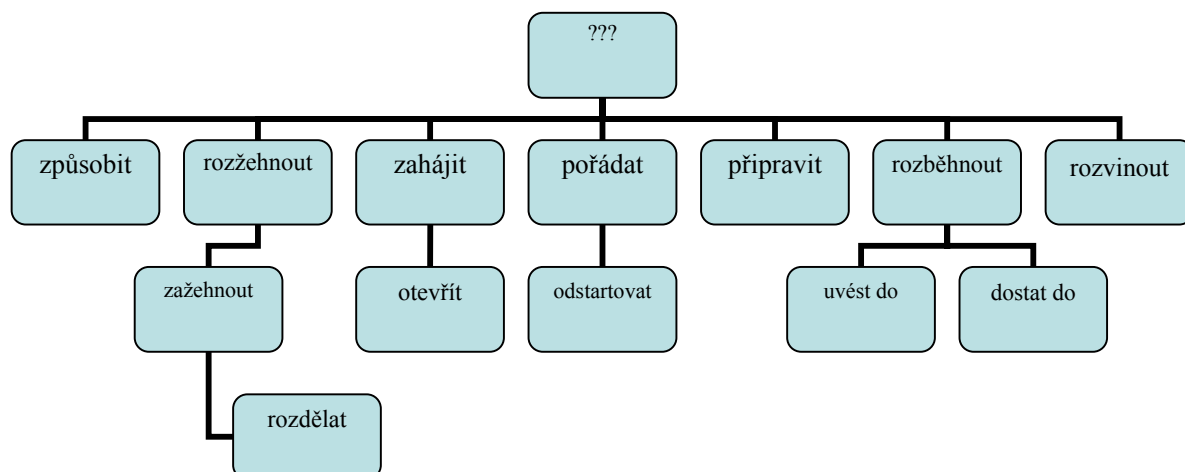 ???
způsobit
rozžehnout
zahájit
pořádat
připravit
rozběhnout
rozvinout
zažehnout
otevřít
odstartovat
uvést do
dostat do
rozdělat